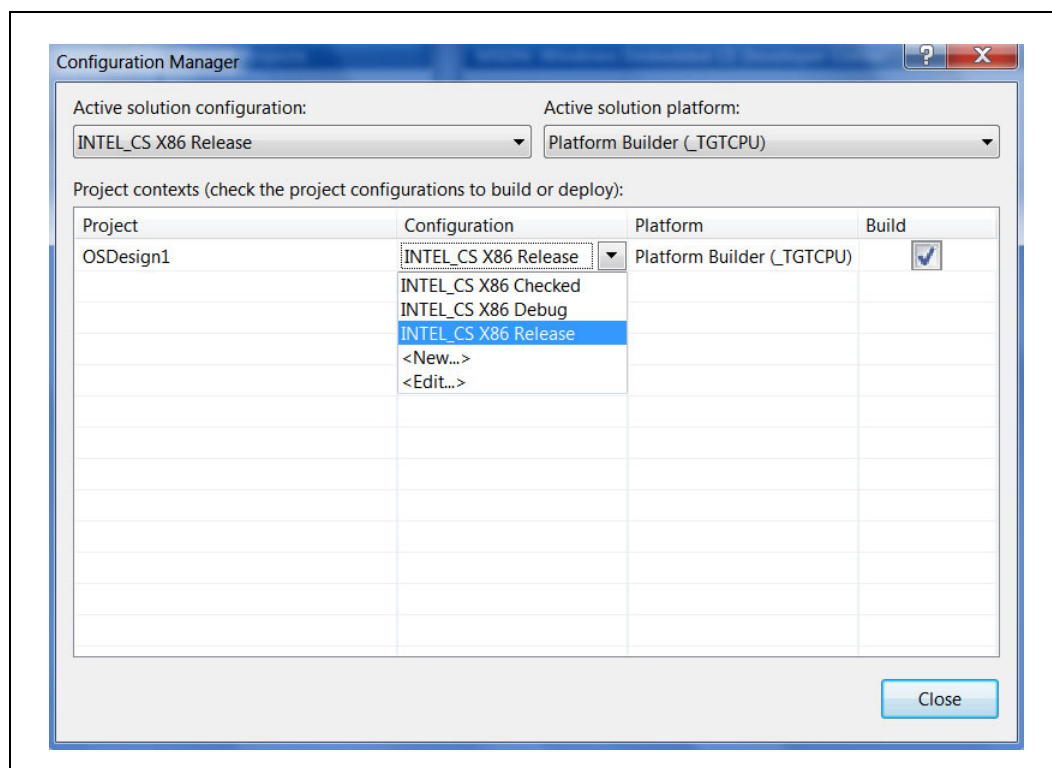 Configuration Manager
Active solution configuration: Active solution platform:
INTEL_CS X86 Release Platform Builder (_TGTCPU)
Project contexts (check the project configurations to build or deploy):
Project Configuration Platform Build
OSDesign1 INTEL_CS X86 Release Platform Builder (_TGTCPU)
INTEL_CS X86 Checked
INTEL_CS X86 Debug
INTEL_CS X86 Release
<New...>
<Edit...>
Close